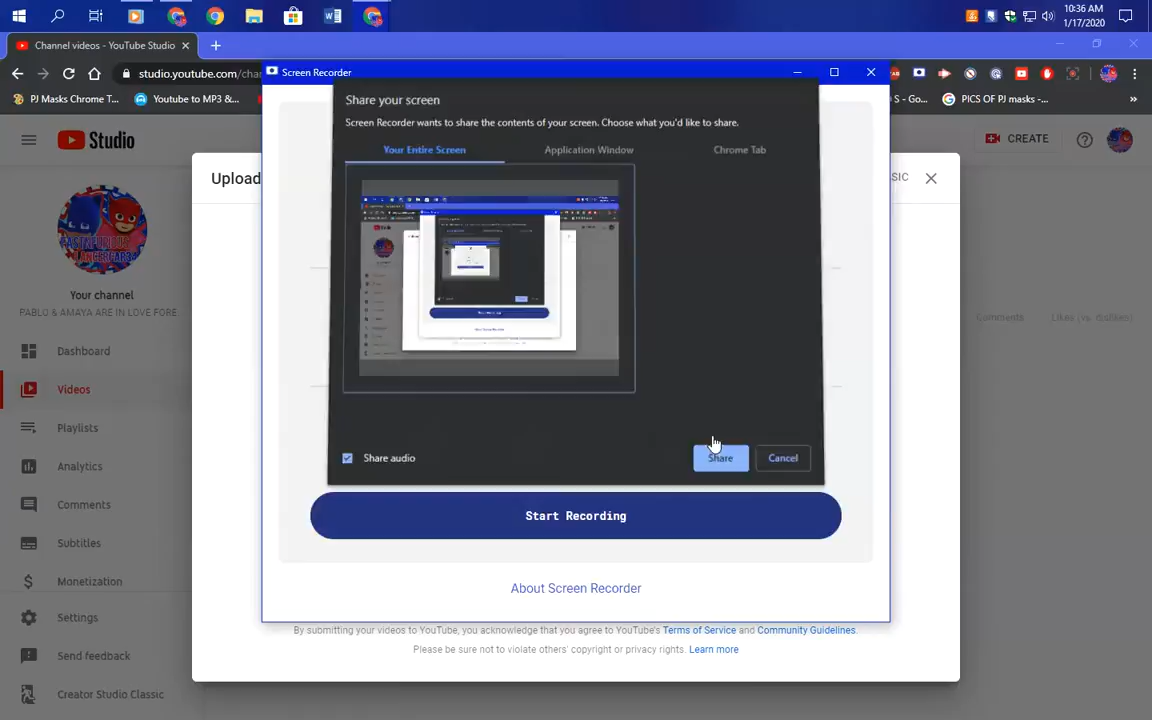 10:36 AM
1/17/2020
Channel videos - YouTube Studio
studio.youtube.com/cha
PJ Masks Chrome T...
Youtube to MP3 &...
S - Go...
PICS OF PJ masks -...
Screen Recorder
Share your screen
Screen Recorder wants to share the contents of your screen. Choose what you'd like to share.
Your Entire Screen
Application Window
Chrome Tab
Share audio
Share
Cancel
Start Recording
About Screen Recorder
Studio
CREATE
Upload
SIC
Your channel
PABLO & AMAYA ARE IN LOVE FORE
Dashboard
Videos
Playlists
Analytics
Comments
Subtitles
Monetization
Settings
Send feedback
Creator Studio Classic
Comments
Likes (vs. dislikes)
By submitting your videos to YouTube, you acknowledge that you agree to YouTube's Terms of Service and Community Guidelines.
Please be sure not to violate others' copyright or privacy rights. Learn more